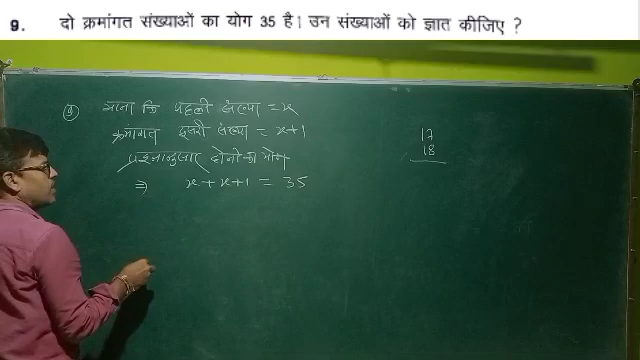 9. दो क्रमांगत संख्याओं का योग 35 है। उन संख्याओं को ज्ञात कीजिए ?
9 माना कि पहली संख्या = x
क्रमांगत दूसरी संख्या = x+1
प्रश्नानुसार दोनो का योग
⇒ x + x + 1 = 35
17
18